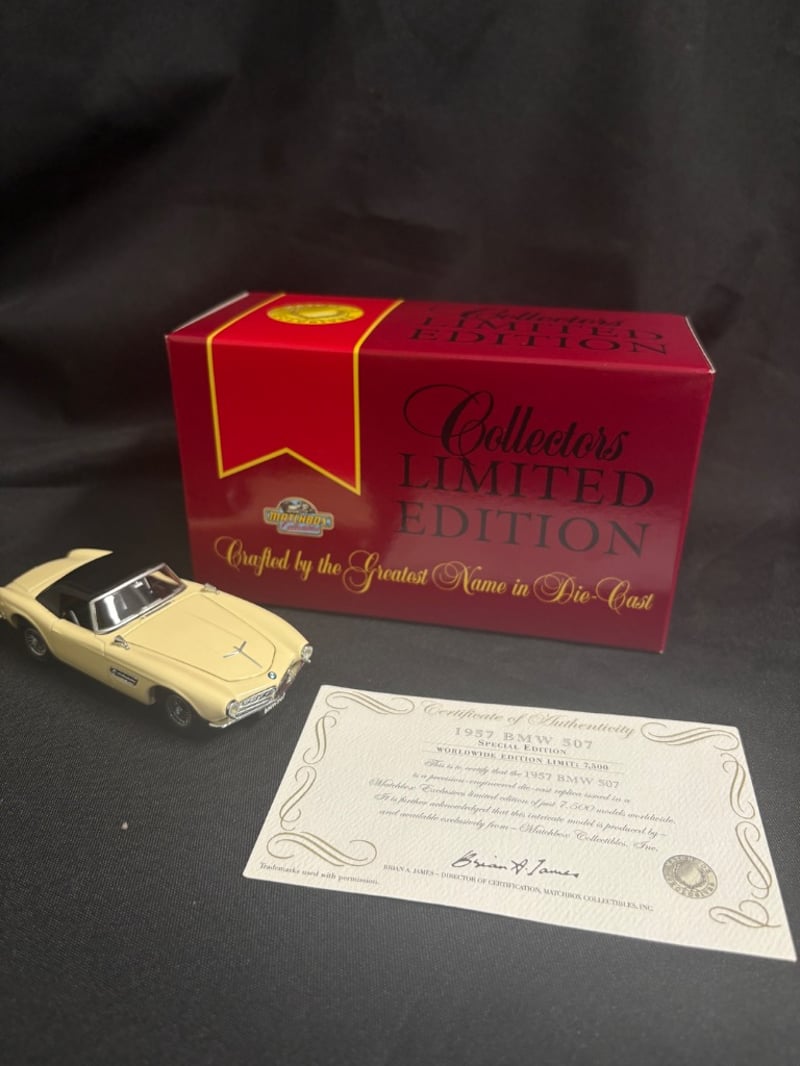 Collectors
LIMITED
EDITION
Collectors
LIMITED
EDITION
MATCHBOX
Crafted by the Greatest Name in Die-Cast
Certificate of Authenticity
1957 BMW 507
SPECIAL EDITION
WORLDWIDE EDITION LIMIT: 7,500
This is to certify that the 1957 BMW 507
is a precision-engineered die-cast replica issued in a
Matchbox Exclusives limited edition of just 7,500 models worldwide.
It is further acknowledged that this intricate model is produced by –
and available exclusively from – Matchbox Collectibles, Inc.
Brian A. James
Trademarks used with permission.
BRIAN A. JAMES – DIRECTOR OF CERTIFICATION, MATCHBOX COLLECTIBLES, INC.